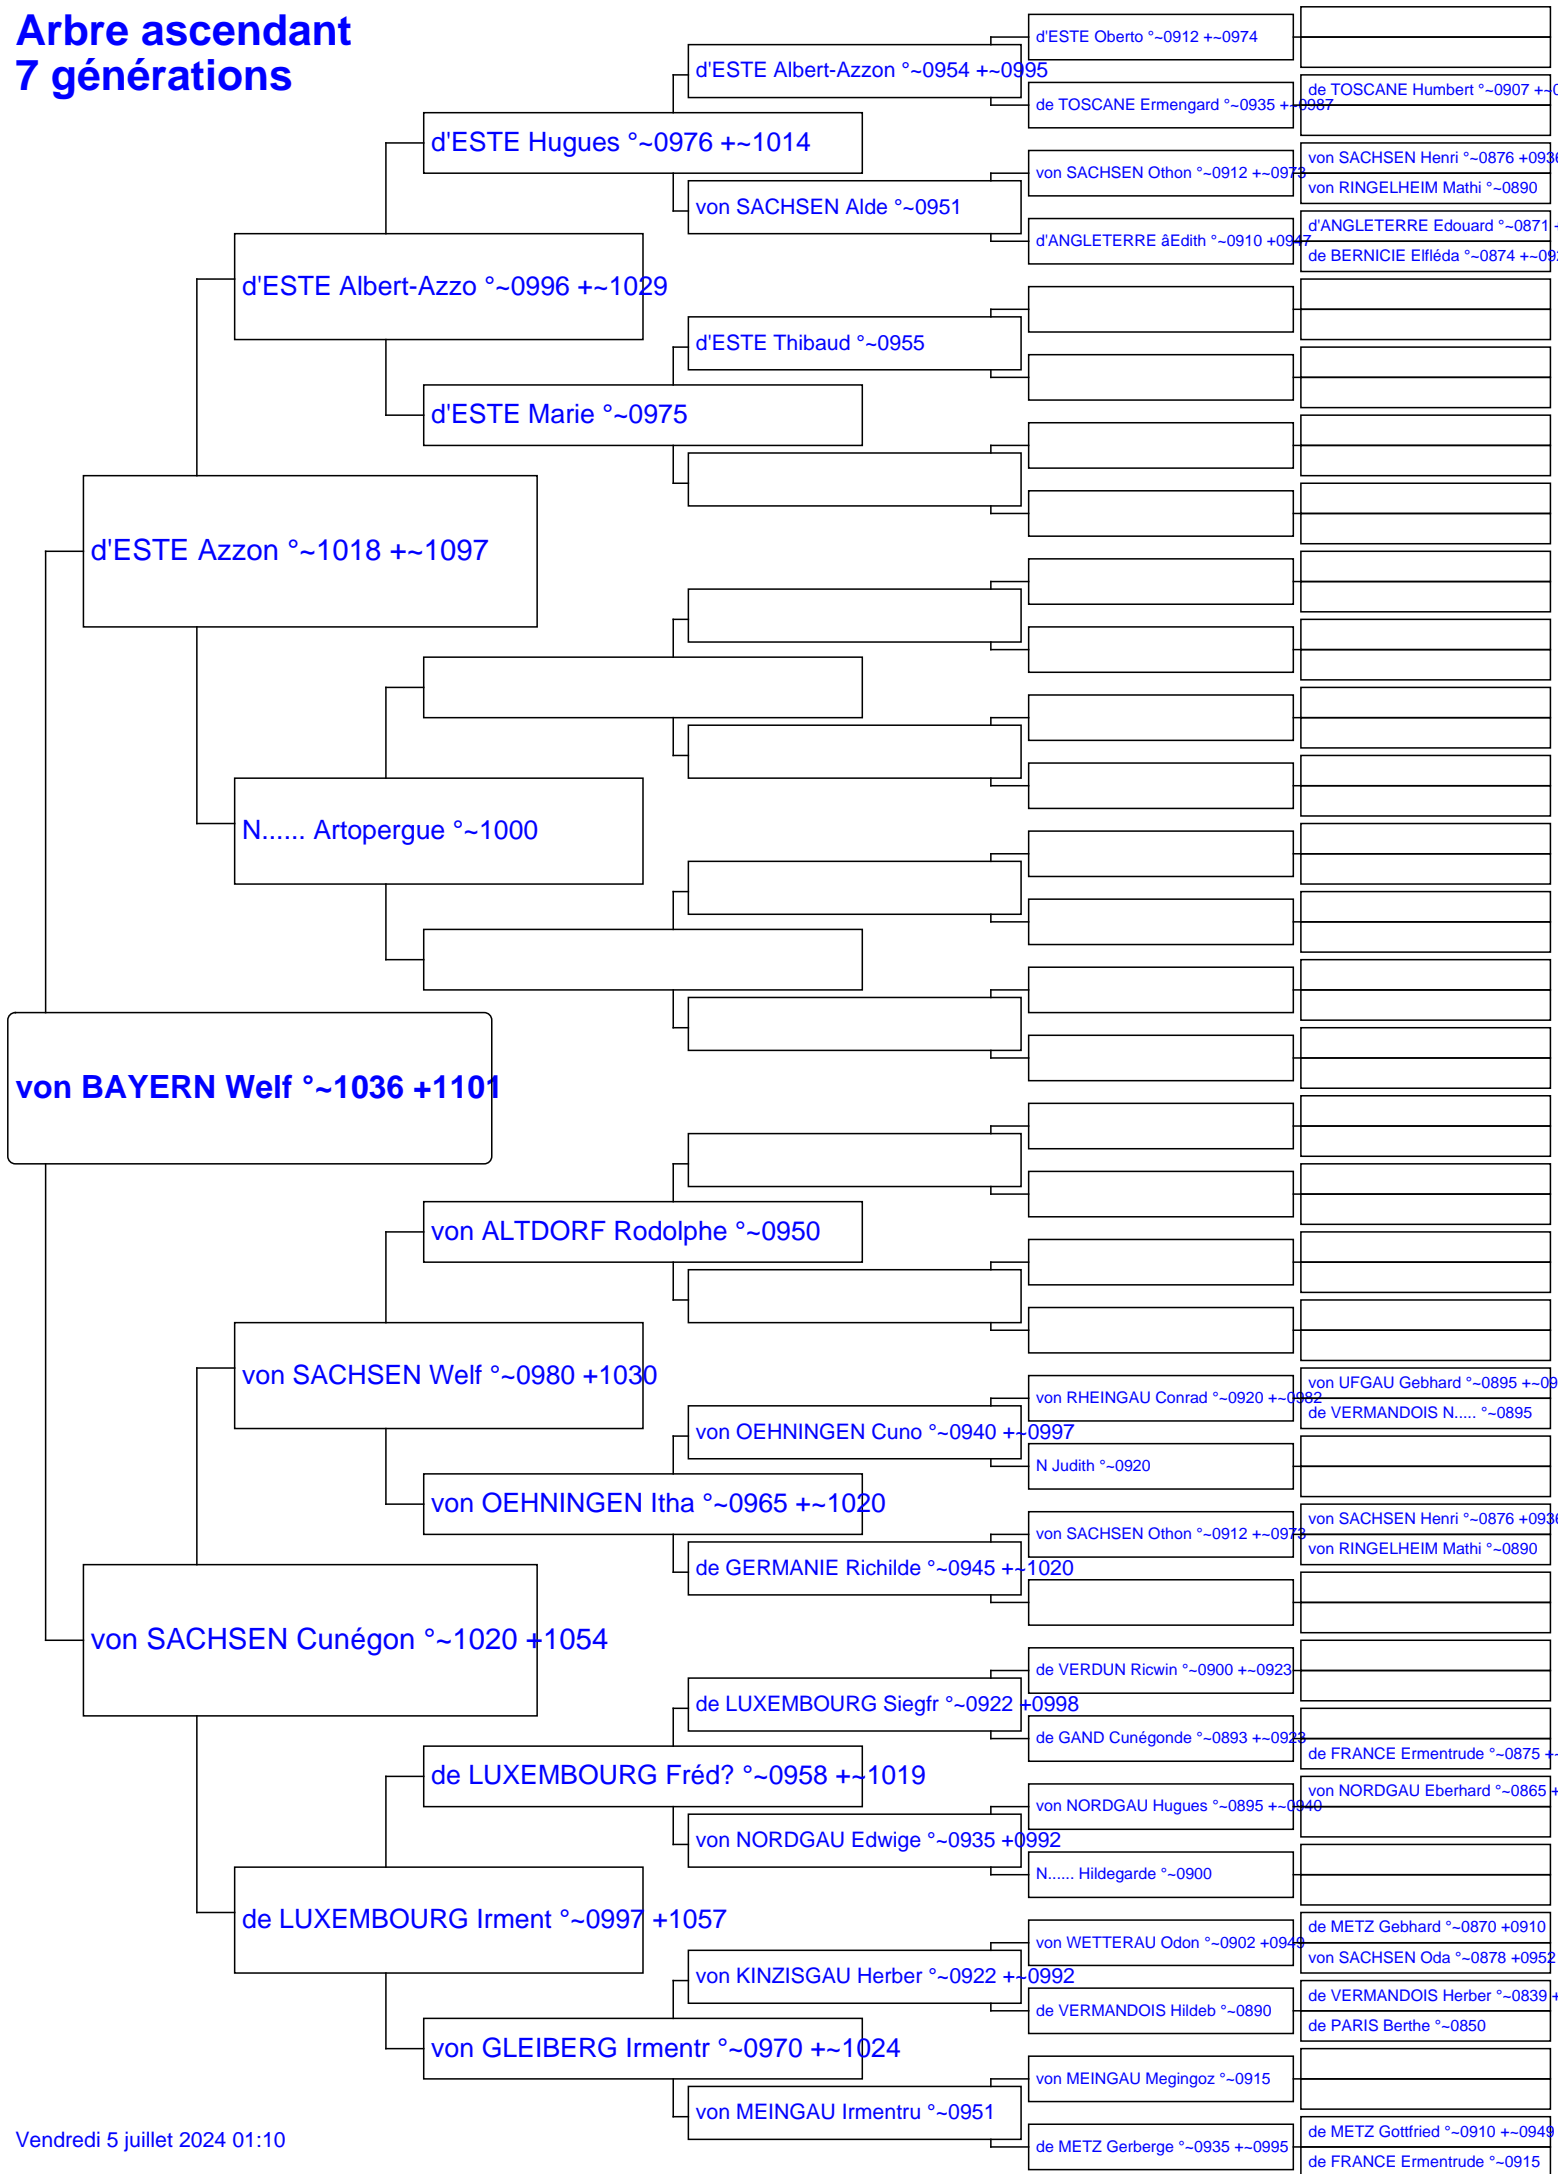 Arbre ascendant
7 générations
d'ESTE Oberto °~0912 +~0974
d'ESTE Albert-Azzon °~0954 +~0995
de TOSCANE Humbert °~0907 +~0
de TOSCANE Ermengard °~0935 +~0987
d'ESTE Hugues °~0976 +~1014
von SACHSEN Henri °~0876 +0936
von SACHSEN Othon °~0912 +~0973
von RINGELHEIM Mathi °~0890
von SACHSEN Alde °~0951
d'ANGLETERRE Edouard °~0871 +
d'ANGLETERRE âEdith °~0910 +0947
de BERNICIE Elfléda °~0874 +~092
d'ESTE Albert-Azzo °~0996 +~1029
d'ESTE Thibaud °~0955
d'ESTE Marie °~0975
d'ESTE Azzon °~1018 +~1097
N...... Artopergue °~1000
von BAYERN Welf °~1036 +1101
von ALTDORF Rodolphe °~0950
von SACHSEN Welf °~0980 +1030
von UFGAU Gebhard °~0895 +~09
von RHEINGAU Conrad °~0920 +~0982
de VERMANDOIS N..... °~0895
von OEHNINGEN Cuno °~0940 +~0997
N Judith °~0920
von OEHNINGEN Itha °~0965 +~1020
von SACHSEN Henri °~0876 +0936
von SACHSEN Othon °~0912 +~0973
von RINGELHEIM Mathi °~0890
de GERMANIE Richilde °~0945 +~1020
von SACHSEN Cunégon °~1020 +1054
de VERDUN Ricwin °~0900 +~0923
de LUXEMBOURG Siegfr °~0922 +0998
de GAND Cunégonde °~0893 +~0923
de FRANCE Ermentrude °~0875 +~
de LUXEMBOURG Fréd? °~0958 +~1019
von NORDGAU Eberhard °~0865 +
von NORDGAU Hugues °~0895 +~0940
von NORDGAU Edwige °~0935 +0992
N...... Hildegarde °~0900
de LUXEMBOURG Irment °~0997 +1057
de METZ Gebhard °~0870 +0910
von WETTERAU Odon °~0902 +0949
von SACHSEN Oda °~0878 +0952
von KINZISGAU Herber °~0922 +~0992
de VERMANDOIS Herber °~0839 +
de VERMANDOIS Hildeb °~0890
de PARIS Berthe °~0850
von GLEIBERG Irmentr °~0970 +~1024
von MEINGAU Megingoz °~0915
von MEINGAU Irmentru °~0951
de METZ Gottfried °~0910 +~0949
de METZ Gerberge °~0935 +~0995
de FRANCE Ermentrude °~0915
Vendredi 5 juillet 2024 01:10